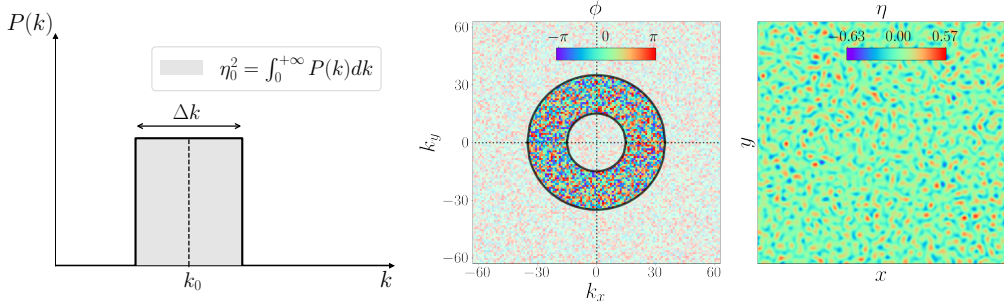 P(k)
η₀² = ∫₀^{+∞} P(k)dk
Δk
k₀
k
φ
−π 0 π
60
30
0
−30
−60
k_y
−60 −30 0 30 60
k_x
η
−0.63 0.00 0.57
y
x